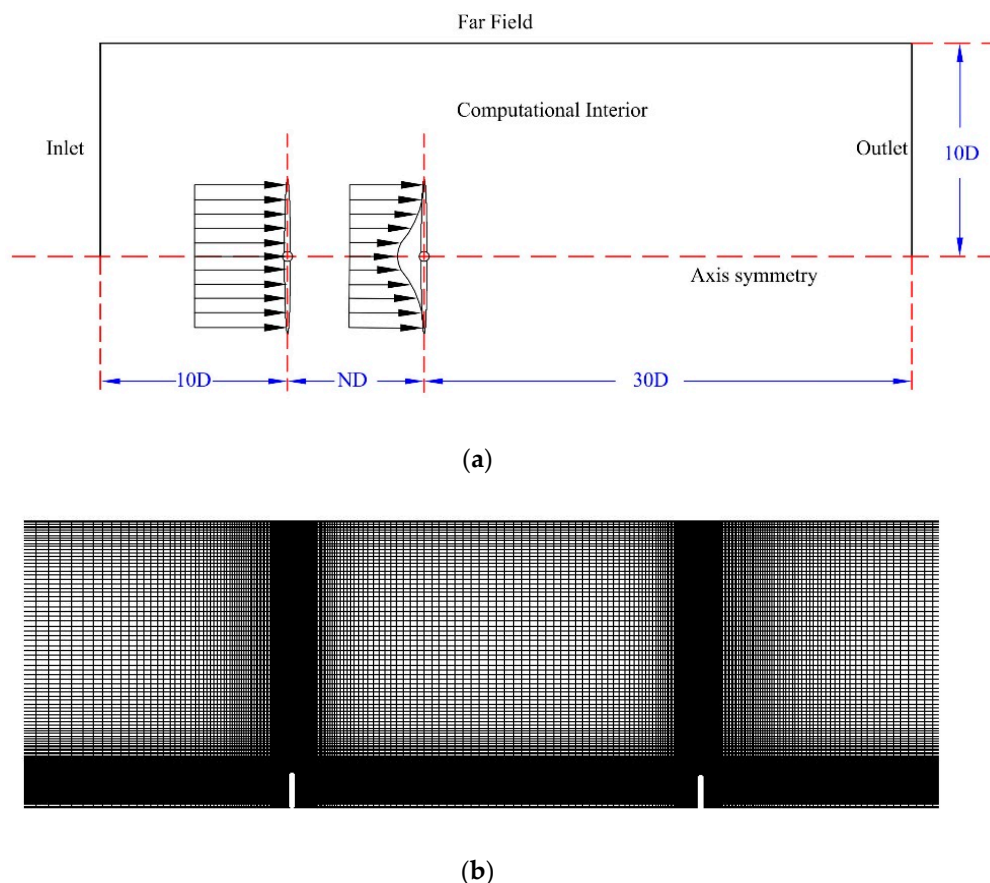 Far Field
Computational Interior
Inlet
Outlet
10D
Axis symmetry
10D
ND
30D
(a)
(b)